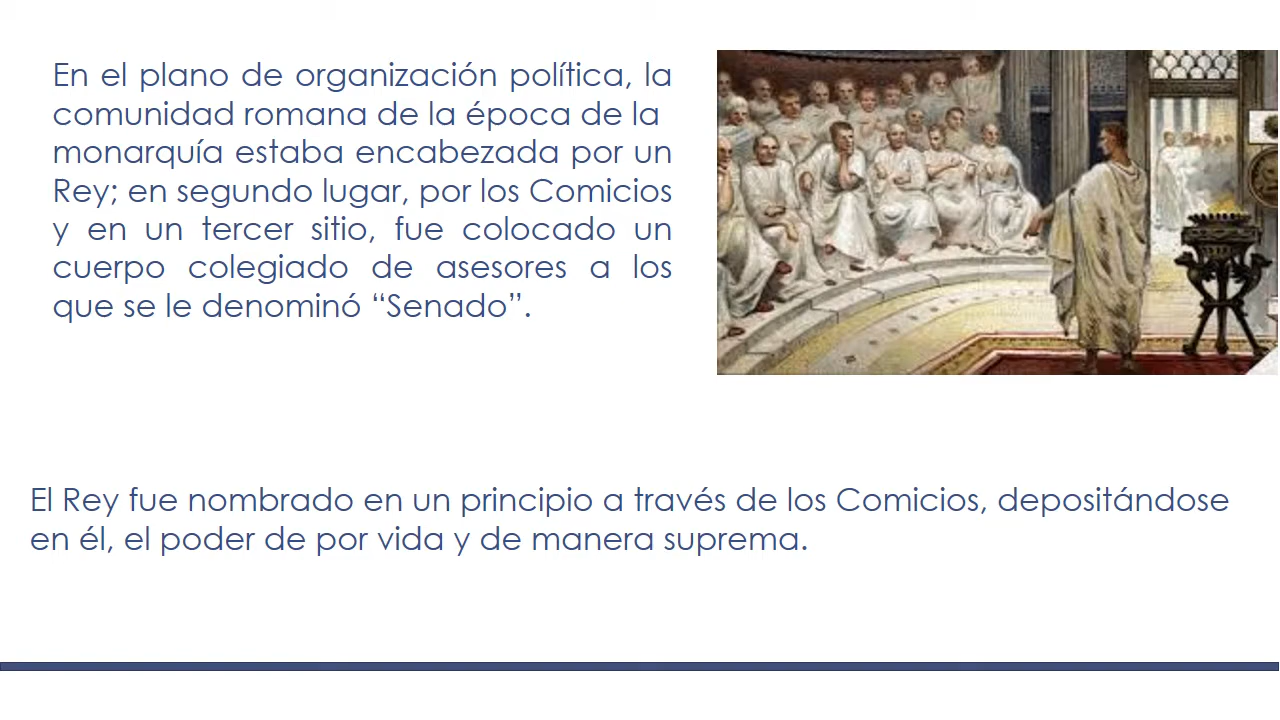 En el plano de organización política, la
comunidad romana de la época de la
monarquía estaba encabezada por un
Rey; en segundo lugar, por los Comicios
y en un tercer sitio, fue colocado un
cuerpo colegiado de asesores a los
que se le denominó “Senado”.
El Rey fue nombrado en un principio a través de los Comicios, depositándose
en él, el poder de por vida y de manera suprema.